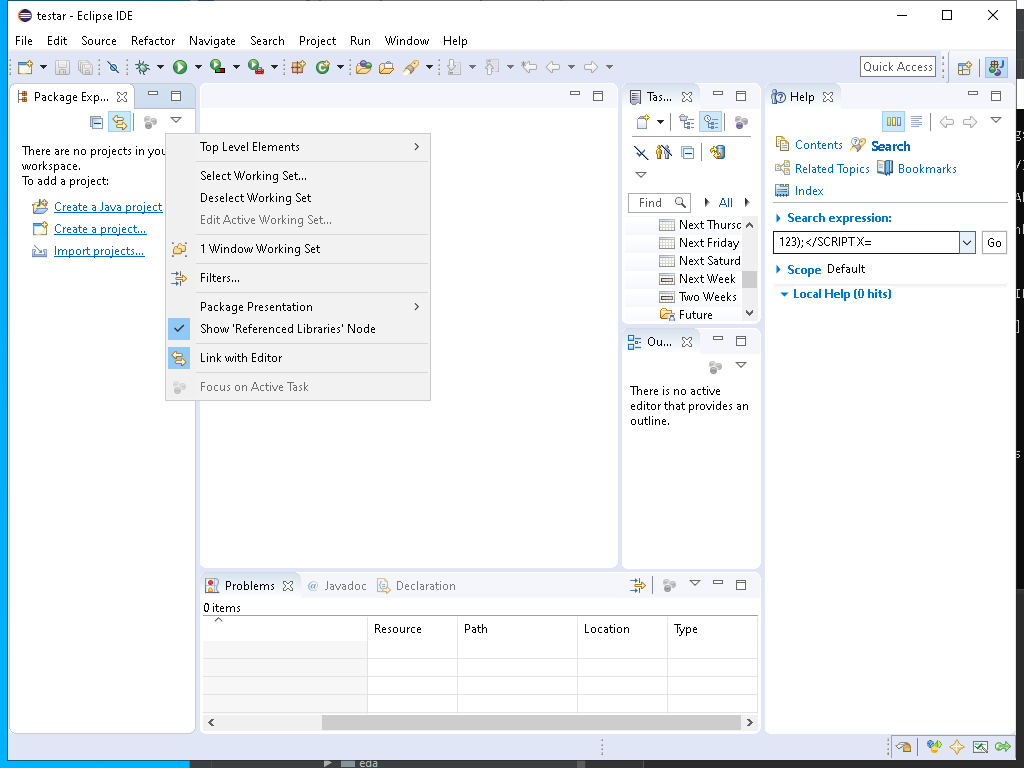 testar - Eclipse IDE
File Edit Source Refactor Navigate Search Project Run Window Help
Quick Access
Package Exp...
There are no projects in you
workspace.
To add a project:
Create a Java project
Create a project...
Import projects...
Top Level Elements
Select Working Set...
Deselect Working Set
Edit Active Working Set...
1 Window Working Set
Filters...
Package Presentation
Show 'Referenced Libraries' Node
Link with Editor
Focus on Active Task
Tas...
Find
All
Next Thursc
Next Friday
Next Saturd
Next Week
Two Weeks
Future
Ou...
There is no active
editor that provides an
outline.
Help
Contents Search
Related Topics Bookmarks
Index
Search expression:
123);</SCRIPT X=
Go
Scope Default
Local Help (0 hits)
Problems @ Javadoc Declaration
0 items
Resource Path Location Type
eda